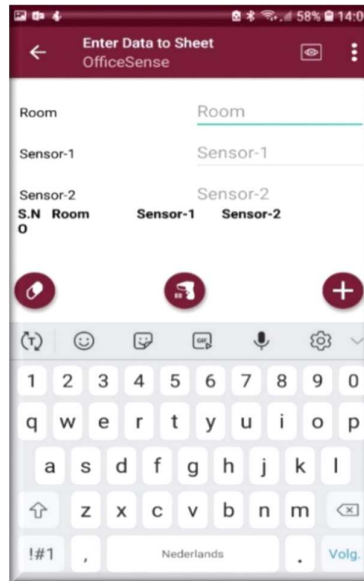 58% 14:0
Enter Data to Sheet
OfficeSense
Room Room
Sensor-1 Sensor-1
Sensor-2 Sensor-2
S.N Room Sensor-1 Sensor-2
O
GIF
1 2 3 4 5 6 7 8 9 0
q w e r t y u i o p
a s d f g h j k l
z x c v b n m
!#1 , Nederlands . Volg.